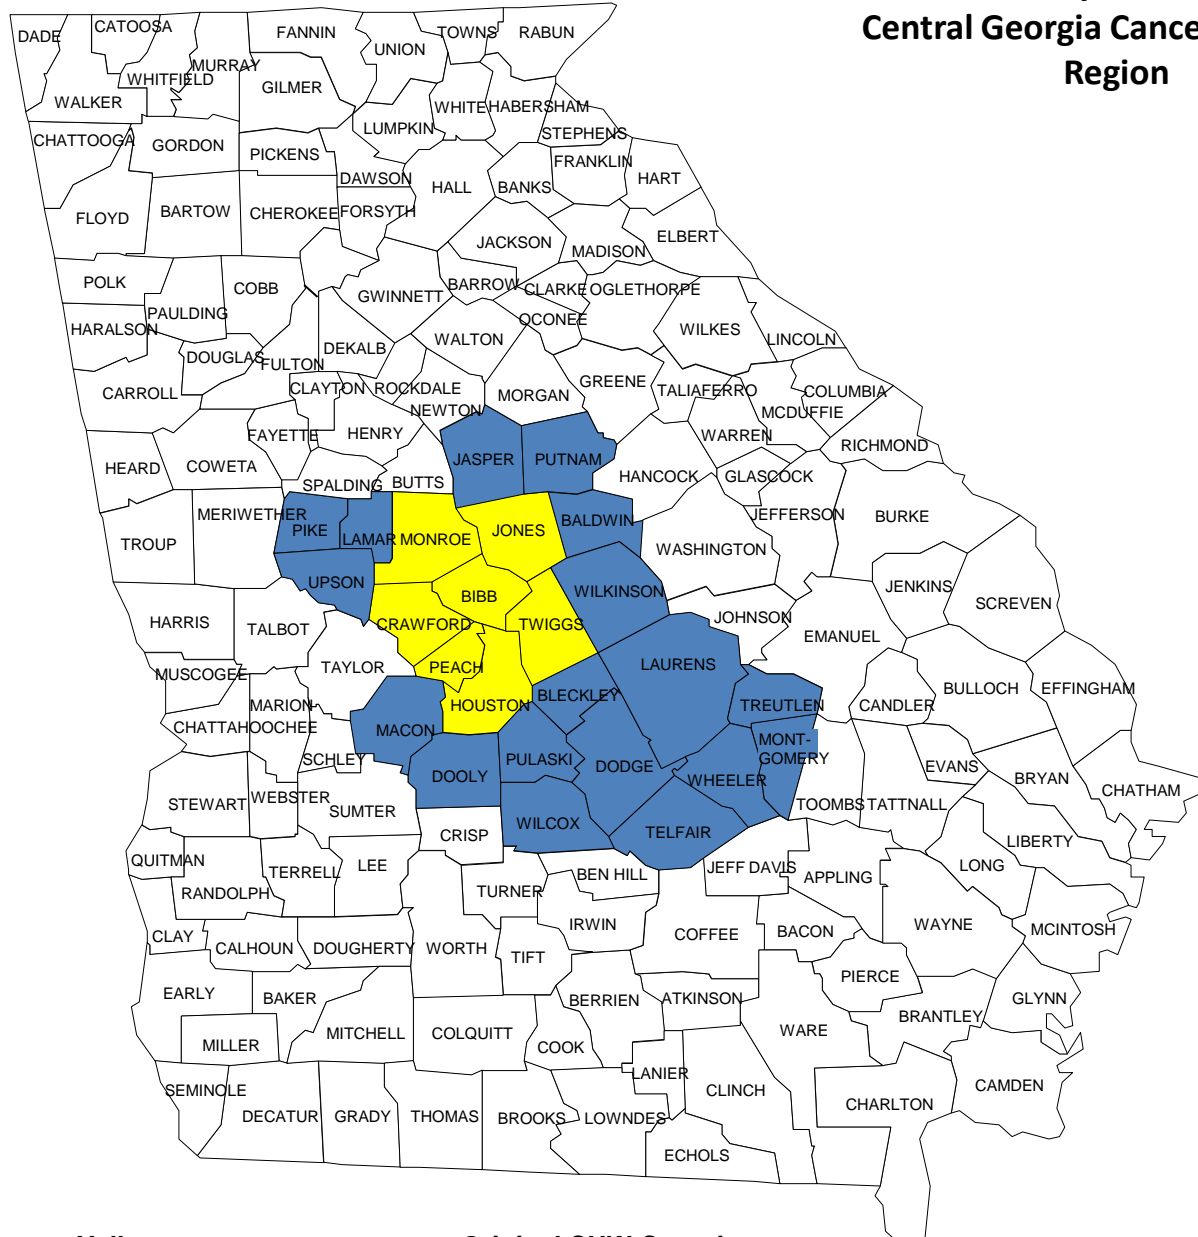 Central Georgia Cance
Region
DADE
CATOOSA
FANNIN
UNION
TOWNS
RABUN
WHITFIELD
MURRAY
GILMER
WALKER
WHITE
HABERSHAM
LUMPKIN
STEPHENS
CHATTOOGA
GORDON
PICKENS
FRANKLIN
DAWSON
HALL
BANKS
HART
FLOYD
BARTOW
CHEROKEE
FORSYTH
JACKSON
MADISON
ELBERT
POLK
COBB
GWINNETT
BARROW
CLARKE
OGLETHORPE
PAULDING
HARALSON
OCONEE
WALTON
WILKES
LINCOLN
DOUGLAS
FULTON
DEKALB
CARROLL
CLAYTON
ROCKDALE
NEWTON
MORGAN
GREENE
TALIAFERRO
COLUMBIA
MCDUFFIE
FAYETTE
HENRY
WARREN
RICHMOND
HEARD
COWETA
SPALDING
BUTTS
JASPER
PUTNAM
HANCOCK
GLASCOCK
MERIWETHER
PIKE
LAMAR
MONROE
JONES
BALDWIN
JEFFERSON
BURKE
TROUP
WASHINGTON
UPSON
BIBB
WILKINSON
JENKINS
SCREVEN
HARRIS
TALBOT
CRAWFORD
TWIGGS
JOHNSON
EMANUEL
MUSCOGEE
TAYLOR
PEACH
LAURENS
MARION
HOUSTON
BLECKLEY
TREUTLEN
CANDLER
BULLOCH
EFFINGHAM
CHATTAHOOCHEE
MACON
SCHLEY
DOOLY
PULASKI
DODGE
WHEELER
MONT-
GOMERY
EVANS
BRYAN
CHATHAM
STEWART
WEBSTER
SUMTER
TOOMBS
TATTNALL
CRISP
WILCOX
TELFAIR
LIBERTY
QUITMAN
RANDOLPH
TERRELL
LEE
TURNER
BEN HILL
JEFF DAVIS
APPLING
LONG
CLAY
CALHOUN
DOUGHERTY
WORTH
TIFT
IRWIN
COFFEE
BACON
WAYNE
MCINTOSH
EARLY
BAKER
BERRIEN
ATKINSON
PIERCE
GLYNN
MILLER
MITCHELL
COLQUITT
COOK
WARE
BRANTLEY
SEMINOLE
LANIER
CLINCH
CAMDEN
DECATUR
GRADY
THOMAS
BROOKS
LOWNDES
CHARLTON
ECHOLS